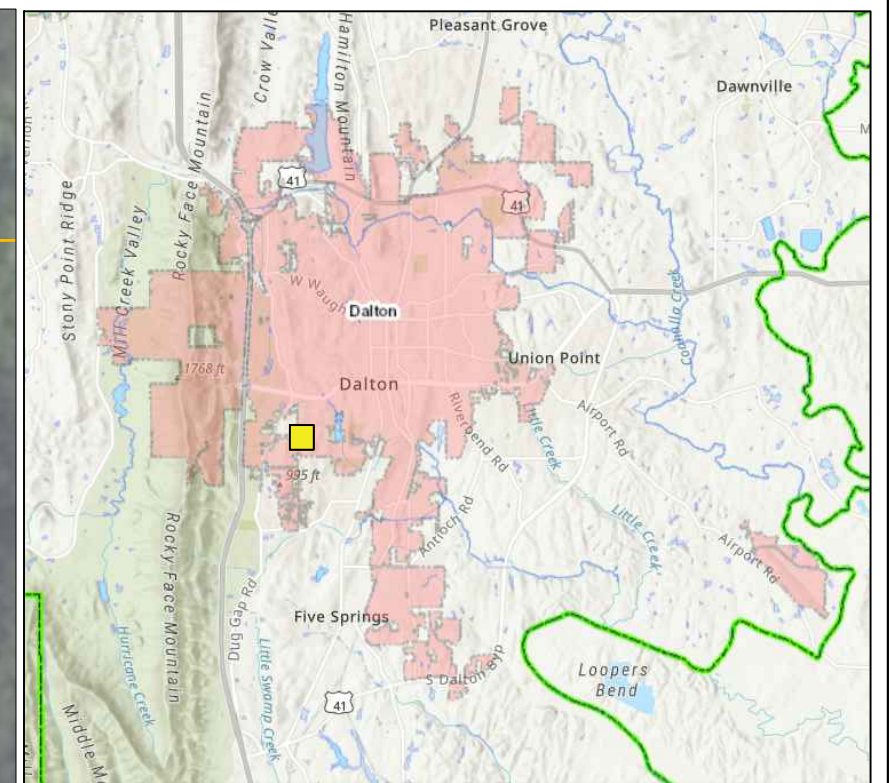 Pleasant Grove
Crow Valle
Hamilton Mountain
Dawnville
Rocky Face Mountain
41
Stony Point Ridge
Mill Creek Valley
41
W Waugh
Dalton
Coahulla Creek
1768 ft
Dalton
Union Point
Riverbend Rd
Little Creek
Airport Rd
995 ft
Antioch Rd
Little Creek
Airport Rd
Rocky Face Mountain
Dug Gap Rd
Five Springs
Hurricane Creek
Little Swamp Creek
S Dalton Byp
Loopers
Bend
41
Middle M